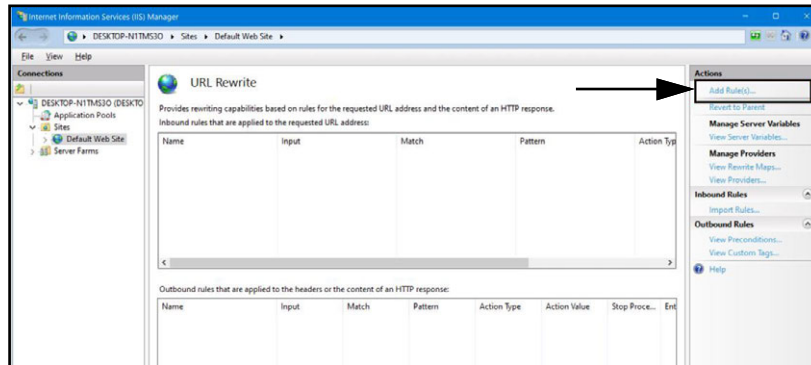 Internet Information Services (IIS) Manager
DESKTOP-N1TMS3O Sites Default Web Site
File View Help
Connections
DESKTOP-N1TMS3O (DESKTO
Application Pools
Sites
Default Web Site
Server Farms
URL Rewrite
Provides rewriting capabilities based on rules for the requested URL address and the content of an HTTP response.
Inbound rules that are applied to the requested URL address:
Name Input Match Pattern Action Typ
Outbound rules that are applied to the headers or the content of an HTTP response:
Name Input Match Pattern Action Type Action Value Stop Proce... Ent
Actions
Add Rule(s)...
Revert to Parent
Manage Server Variables
View Server Variables...
Manage Providers
View Rewrite Maps...
View Providers...
Inbound Rules
Import Rules...
Outbound Rules
View Preconditions...
View Custom Tags...
Help